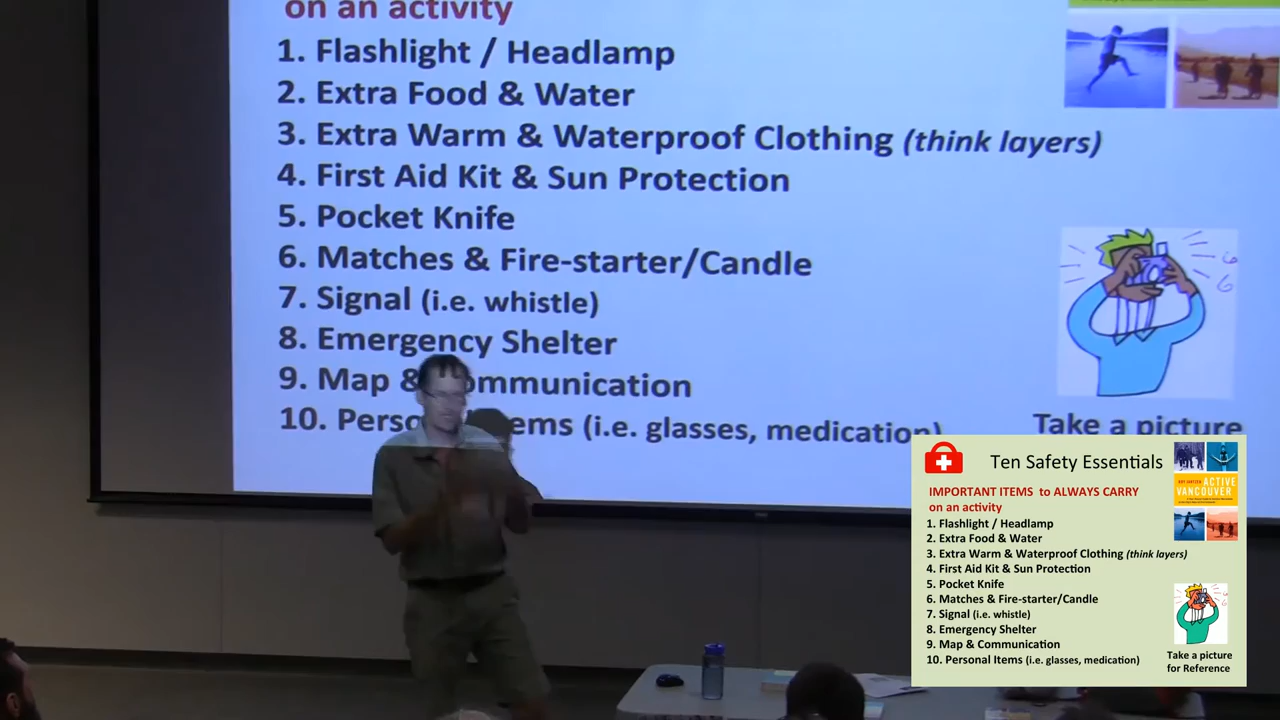 on an activity
1. Flashlight / Headlamp
2. Extra Food & Water
3. Extra Warm & Waterproof Clothing (think layers)
4. First Aid Kit & Sun Protection
5. Pocket Knife
6. Matches & Fire-starter/Candle
7. Signal (i.e. whistle)
8. Emergency Shelter
9. Map & ommunication
10. Perso ems (i.e. glasses, medication)
Take a picture
Ten Safety Essentials
ACTIVE
VANCOUVER
IMPORTANT ITEMS to ALWAYS CARRY
on an activity
1. Flashlight / Headlamp
2. Extra Food & Water
3. Extra Warm & Waterproof Clothing (think layers)
4. First Aid Kit & Sun Protection
5. Pocket Knife
6. Matches & Fire-starter/Candle
7. Signal (i.e. whistle)
8. Emergency Shelter
9. Map & Communication
10. Personal Items (i.e. glasses, medication)
Take a picture
for Reference